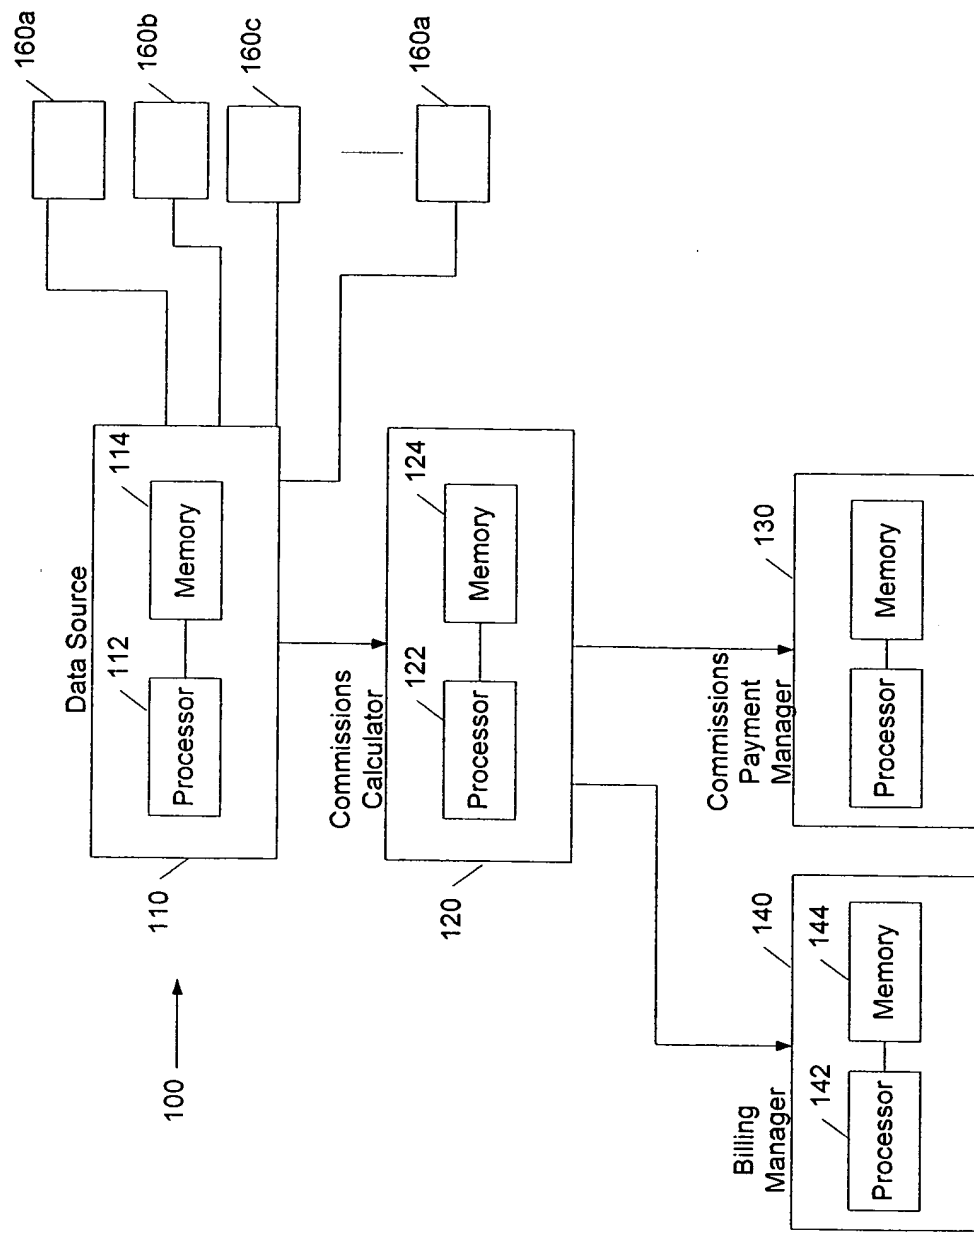 160a
Data Source
112
114
160b
110
100
Processor
Memory
160c
Commissions
Calculator
122
124
160a
120
Processor
Memory
Billing
Manager
140
142
144
Processor
Memory
Commissions
Payment
Manager
130
Processor
Memory